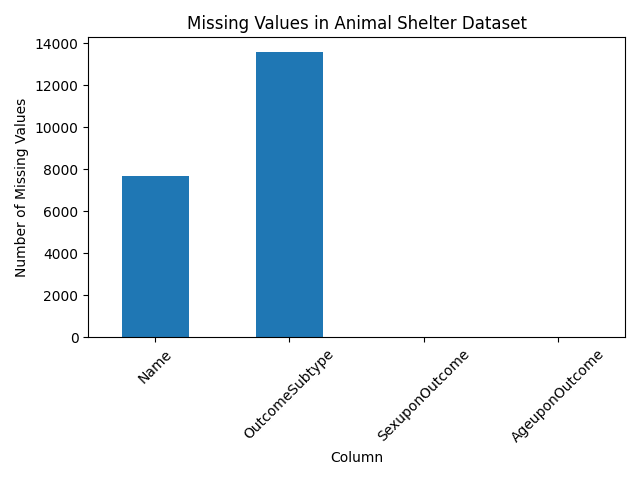 Missing Values in Animal Shelter Dataset
14000
12000
10000
8000
6000
4000
2000
0
Number of Missing Values
Name
OutcomeSubtype
SexuponOutcome
AgeuponOutcome
Column